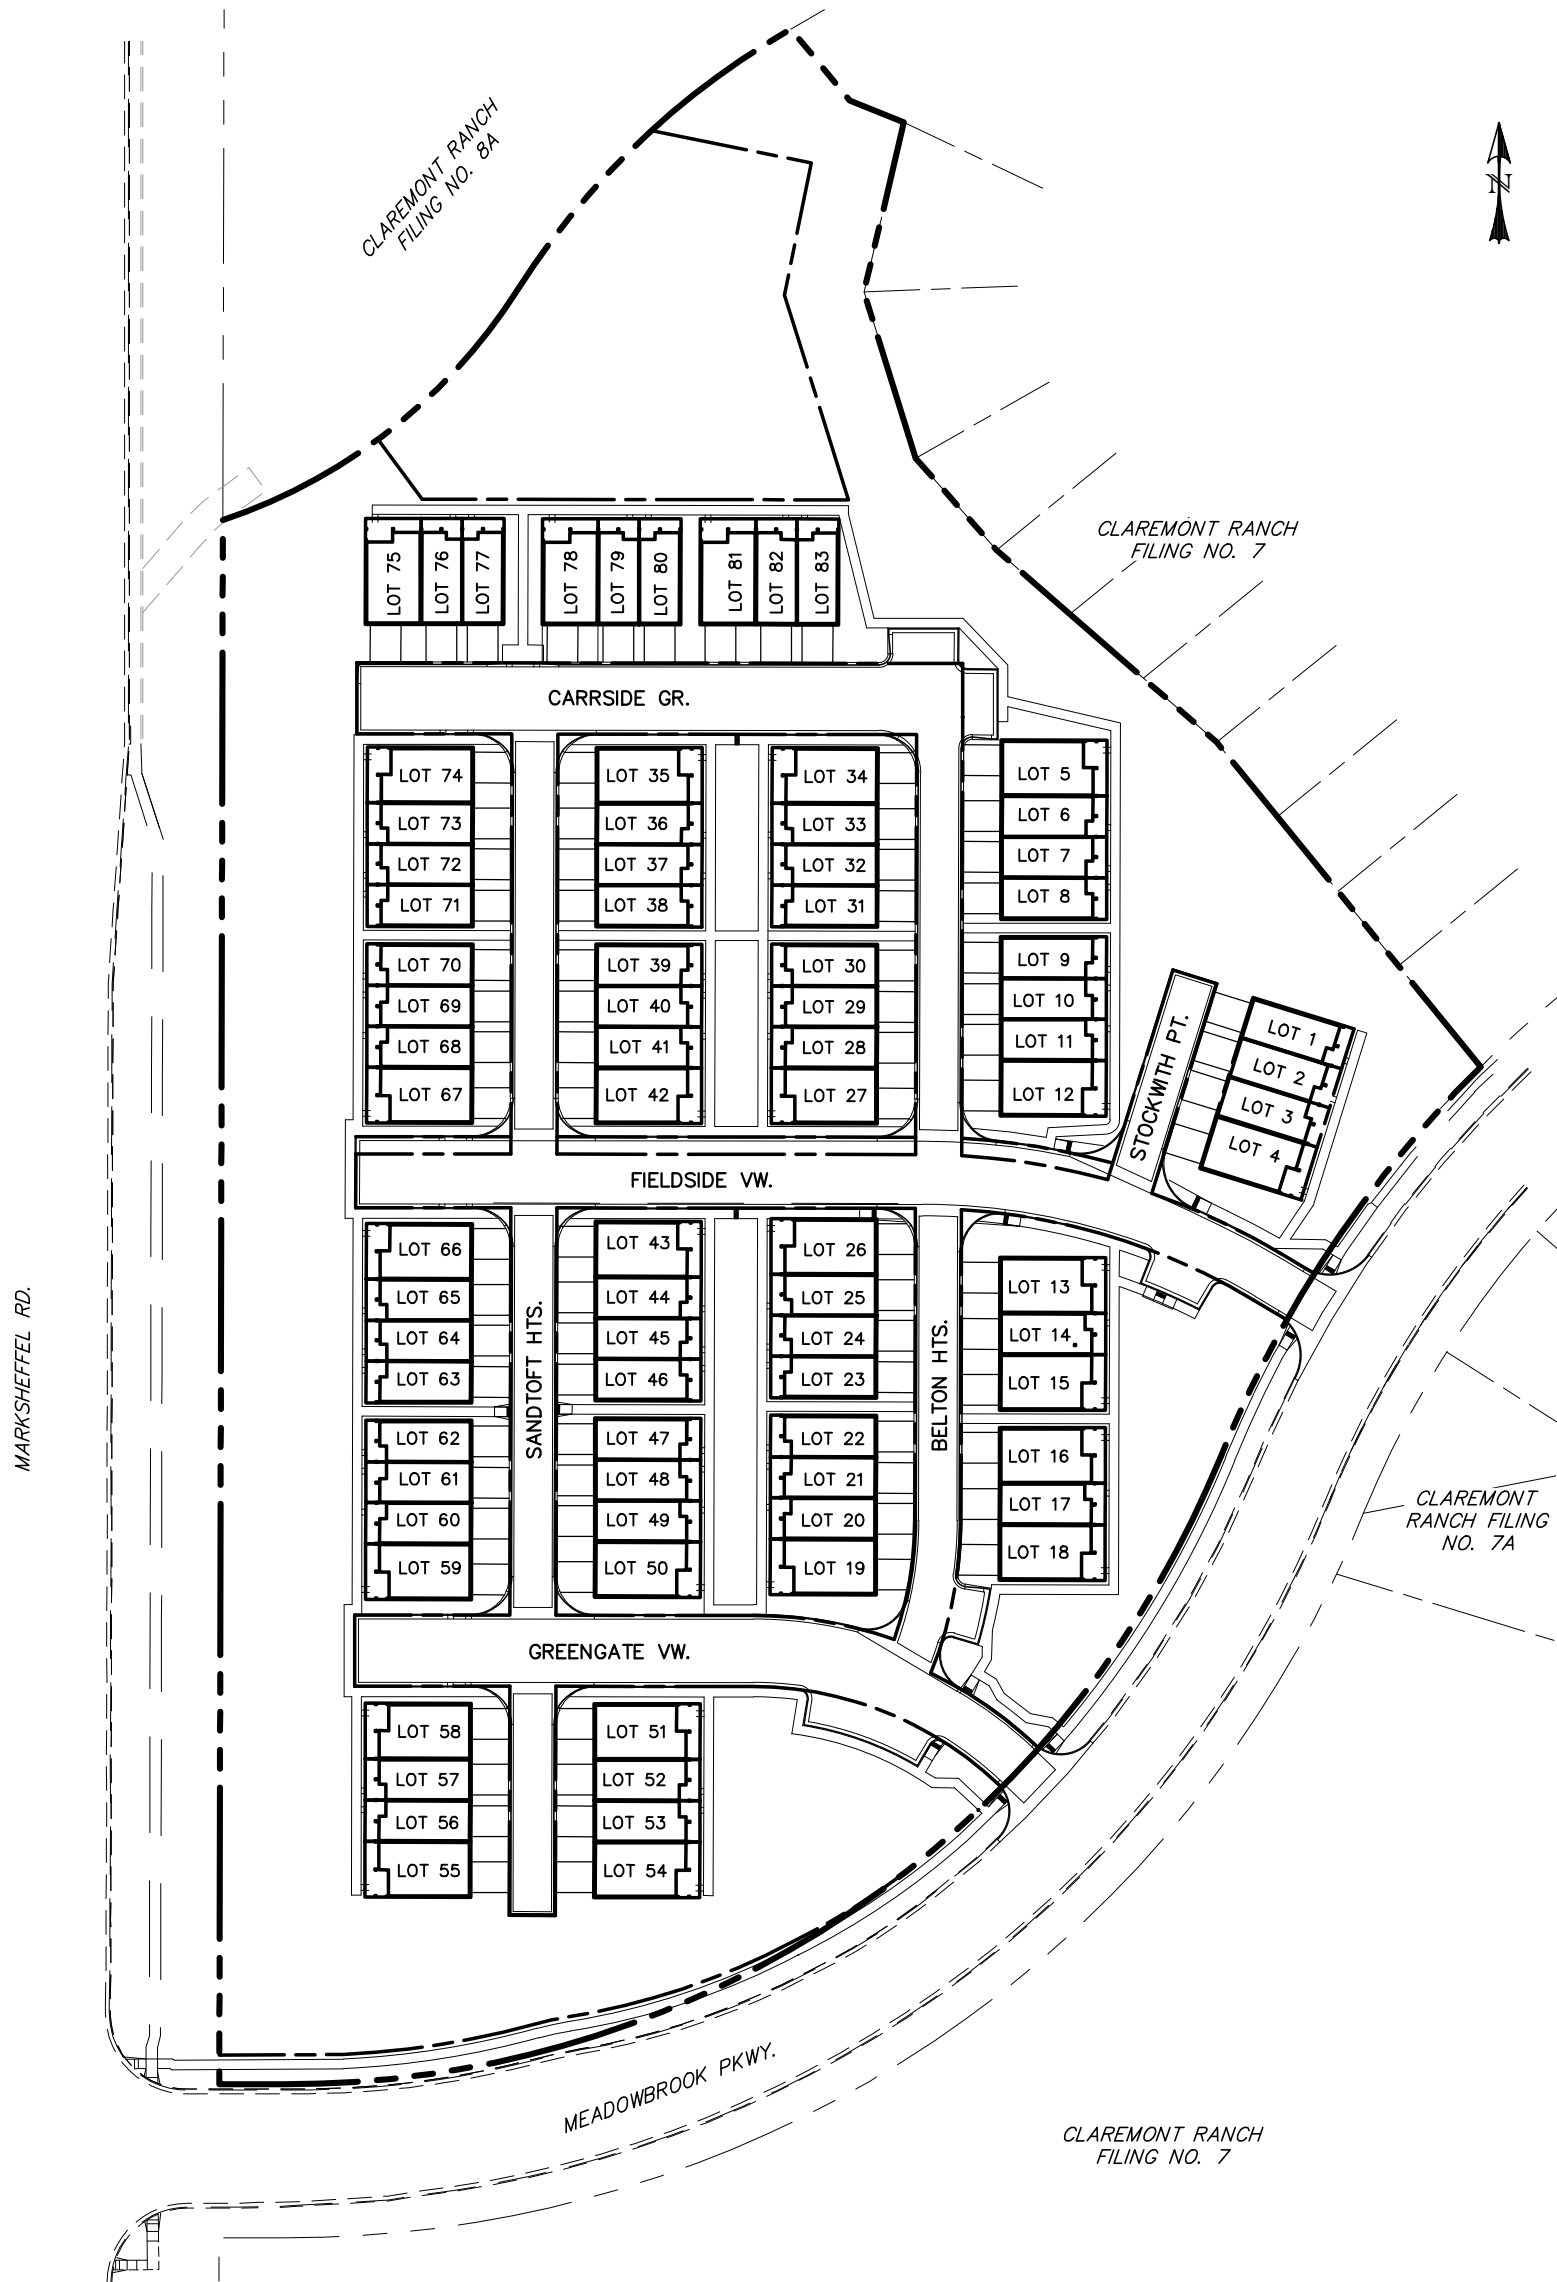 CLAREMONT RANCH
FILING NO. 8A
N
CLAREMONT RANCH
FILING NO. 7
LOT 75
LOT 76
LOT 77
LOT 78
LOT 79
LOT 80
LOT 81
LOT 82
LOT 83
CARRSIDE GR.
LOT 74
LOT 73
LOT 72
LOT 71
LOT 35
LOT 36
LOT 37
LOT 38
LOT 34
LOT 33
LOT 32
LOT 31
LOT 5
LOT 6
LOT 7
LOT 8
LOT 70
LOT 69
LOT 68
LOT 67
LOT 39
LOT 40
LOT 41
LOT 42
LOT 30
LOT 29
LOT 28
LOT 27
LOT 9
LOT 10
LOT 11
LOT 12
STOCKWITH PT.
LOT 1
LOT 2
LOT 3
LOT 4
FIELDSIDE VW.
MARKSHEFFEL RD.
LOT 66
LOT 65
LOT 64
LOT 63
SANDTOFT HTS.
LOT 43
LOT 44
LOT 45
LOT 46
LOT 26
LOT 25
LOT 24
LOT 23
BELTON HTS.
LOT 13
LOT 14
LOT 15
LOT 62
LOT 61
LOT 60
LOT 59
LOT 47
LOT 48
LOT 49
LOT 50
LOT 22
LOT 21
LOT 20
LOT 19
LOT 16
LOT 17
LOT 18
CLAREMONT
RANCH FILING
NO. 7A
GREENGATE VW.
LOT 58
LOT 57
LOT 56
LOT 55
LOT 51
LOT 52
LOT 53
LOT 54
MEADOWBROOK PKWY.
CLAREMONT RANCH
FILING NO. 7